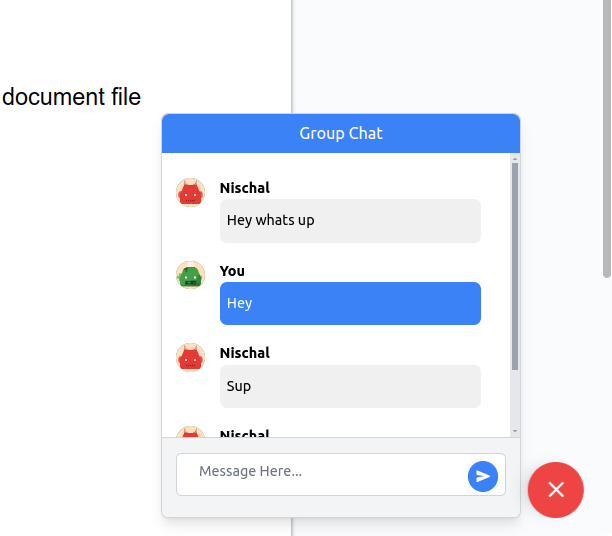 document file
Group Chat
Nischal
Hey whats up
You
Hey
Nischal
Sup
Nischal
Message Here...